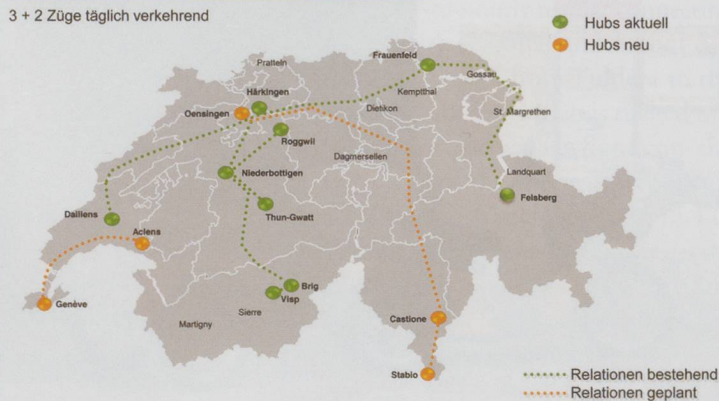 3 + 2 Züge täglich verkehrend
Hubs aktuell
Hubs neu
Frauenfeld
Pratteln
Gossau
Härkingen
Kemptthal
Oensingen
Dietikon
St. Margrethen
Roggwil
Dagmersellen
Niederbottigen
Landquart
Felsberg
Daillens
Thun-Gwatt
Aclens
Brig
Visp
Genève
Sierre
Castione
Martigny
Stabio
Relationen bestehend
Relationen geplant